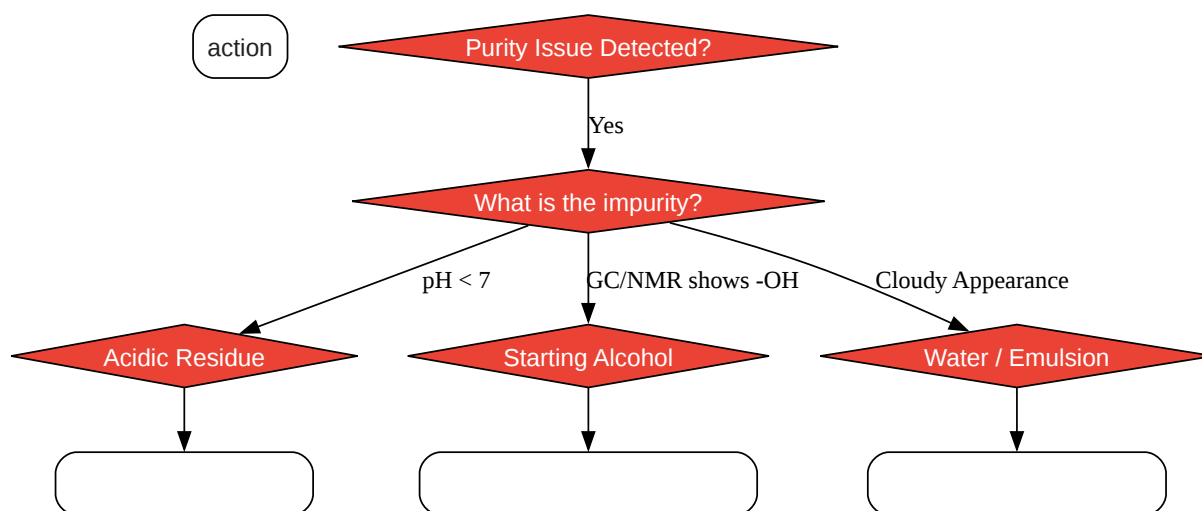 action
Purity Issue Detected?
Yes
What is the impurity?
pH < 7
GC/NMR shows -OH
Cloudy Appearance
Acidic Residue
Starting Alcohol
Water / Emulsion